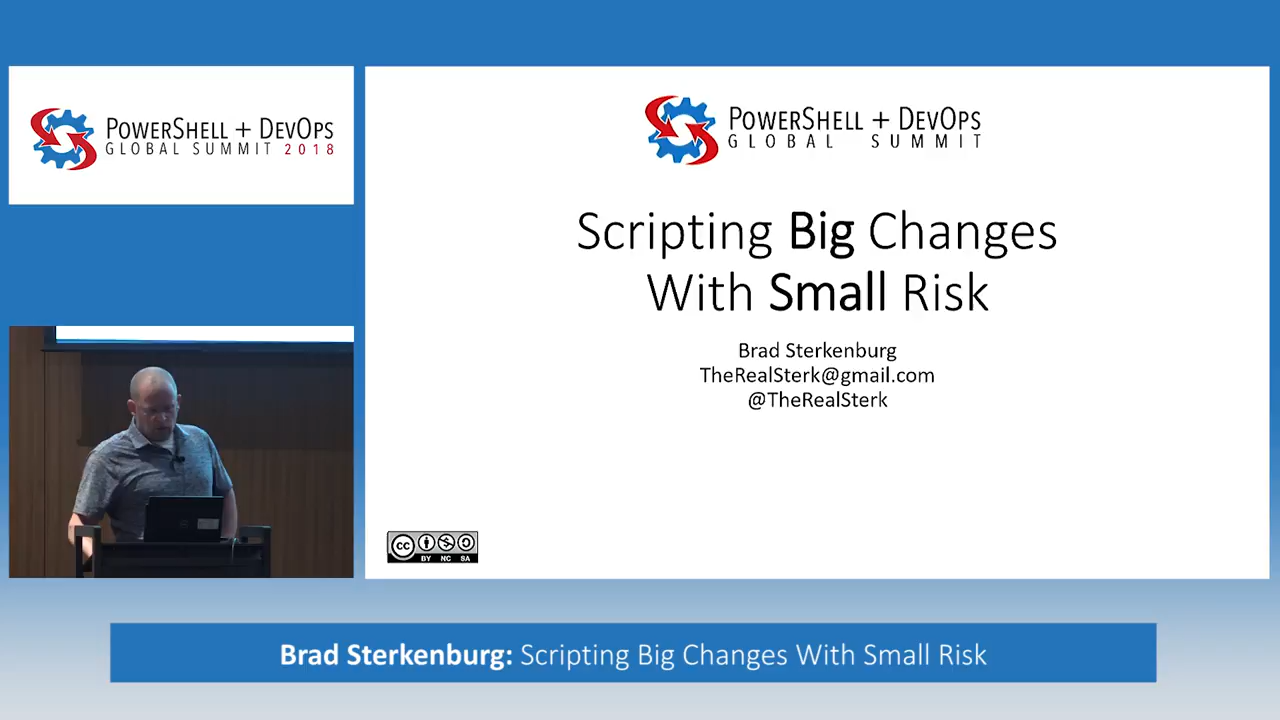 POWERSHELL + DEVOPS
GLOBAL SUMMIT 2018
POWERSHELL + DEVOPS
GLOBAL SUMMIT
Scripting Big Changes
With Small Risk
Brad Sterkenburg
TheRealSterk@gmail.com
@TheRealSterk
cc BY NC SA
Brad Sterkenburg: Scripting Big Changes With Small Risk